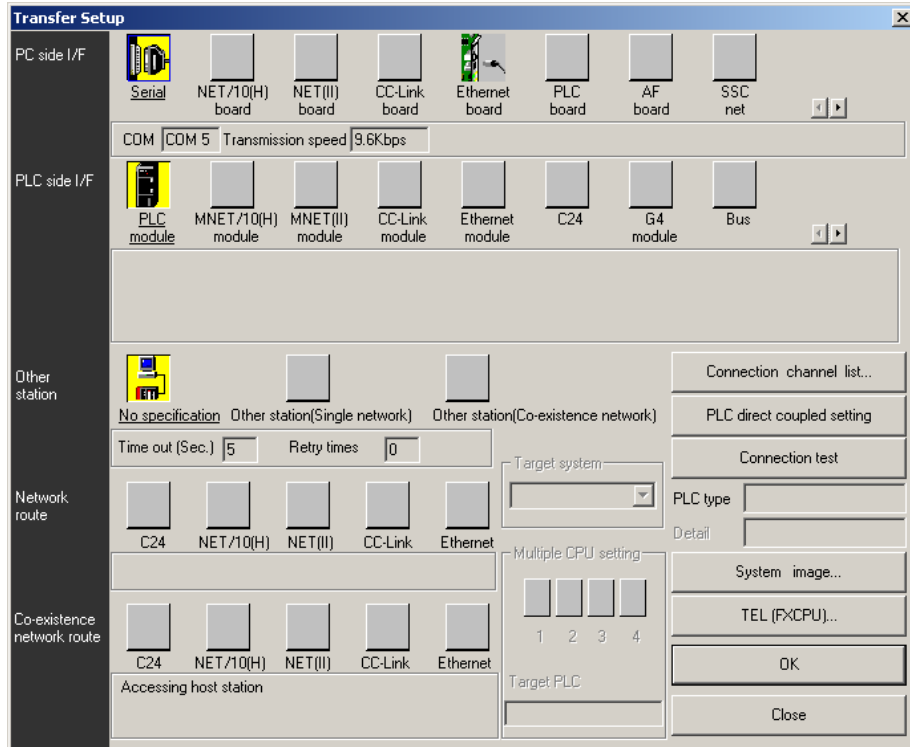 Transfer Setup
PC side I/F
Serial
NET/10(H)
board
NET(II)
board
CC-Link
board
Ethernet
board
PLC
board
AF
board
SSC
net
COM COM 5 Transmission speed 9.6Kbps
PLC side I/F
PLC
module
MNET/10(H)
module
MNET(II)
module
CC-Link
module
Ethernet
module
C24
G4
module
Bus
Other
station
No specification Other station(Single network) Other station(Co-existence network)
Time out (Sec.) 5 Retry times 0
Connection channel list...
PLC direct coupled setting
Connection test
PLC type
Detail
System image...
TEL (FXCPU)...
OK
Close
Target system
Network
route
C24 NET/10(H) NET(II) CC-Link Ethernet
Multiple CPU setting
1 2 3 4
Target PLC
Co-existence
network route
C24 NET/10(H) NET(II) CC-Link Ethernet
Accessing host station